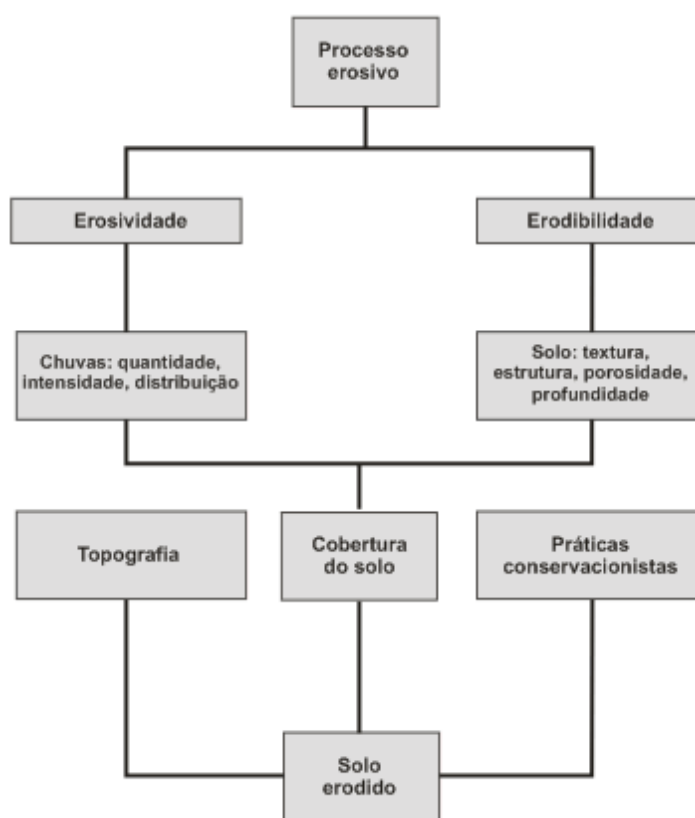 Processo
erosivo
Erosividade
Erodibilidade
Chuvas: quantidade,
intensidade, distribuição
Solo: textura,
estrutura, porosidade,
profundidade
Topografia
Cobertura
do solo
Práticas
conservacionistas
Solo
erodido